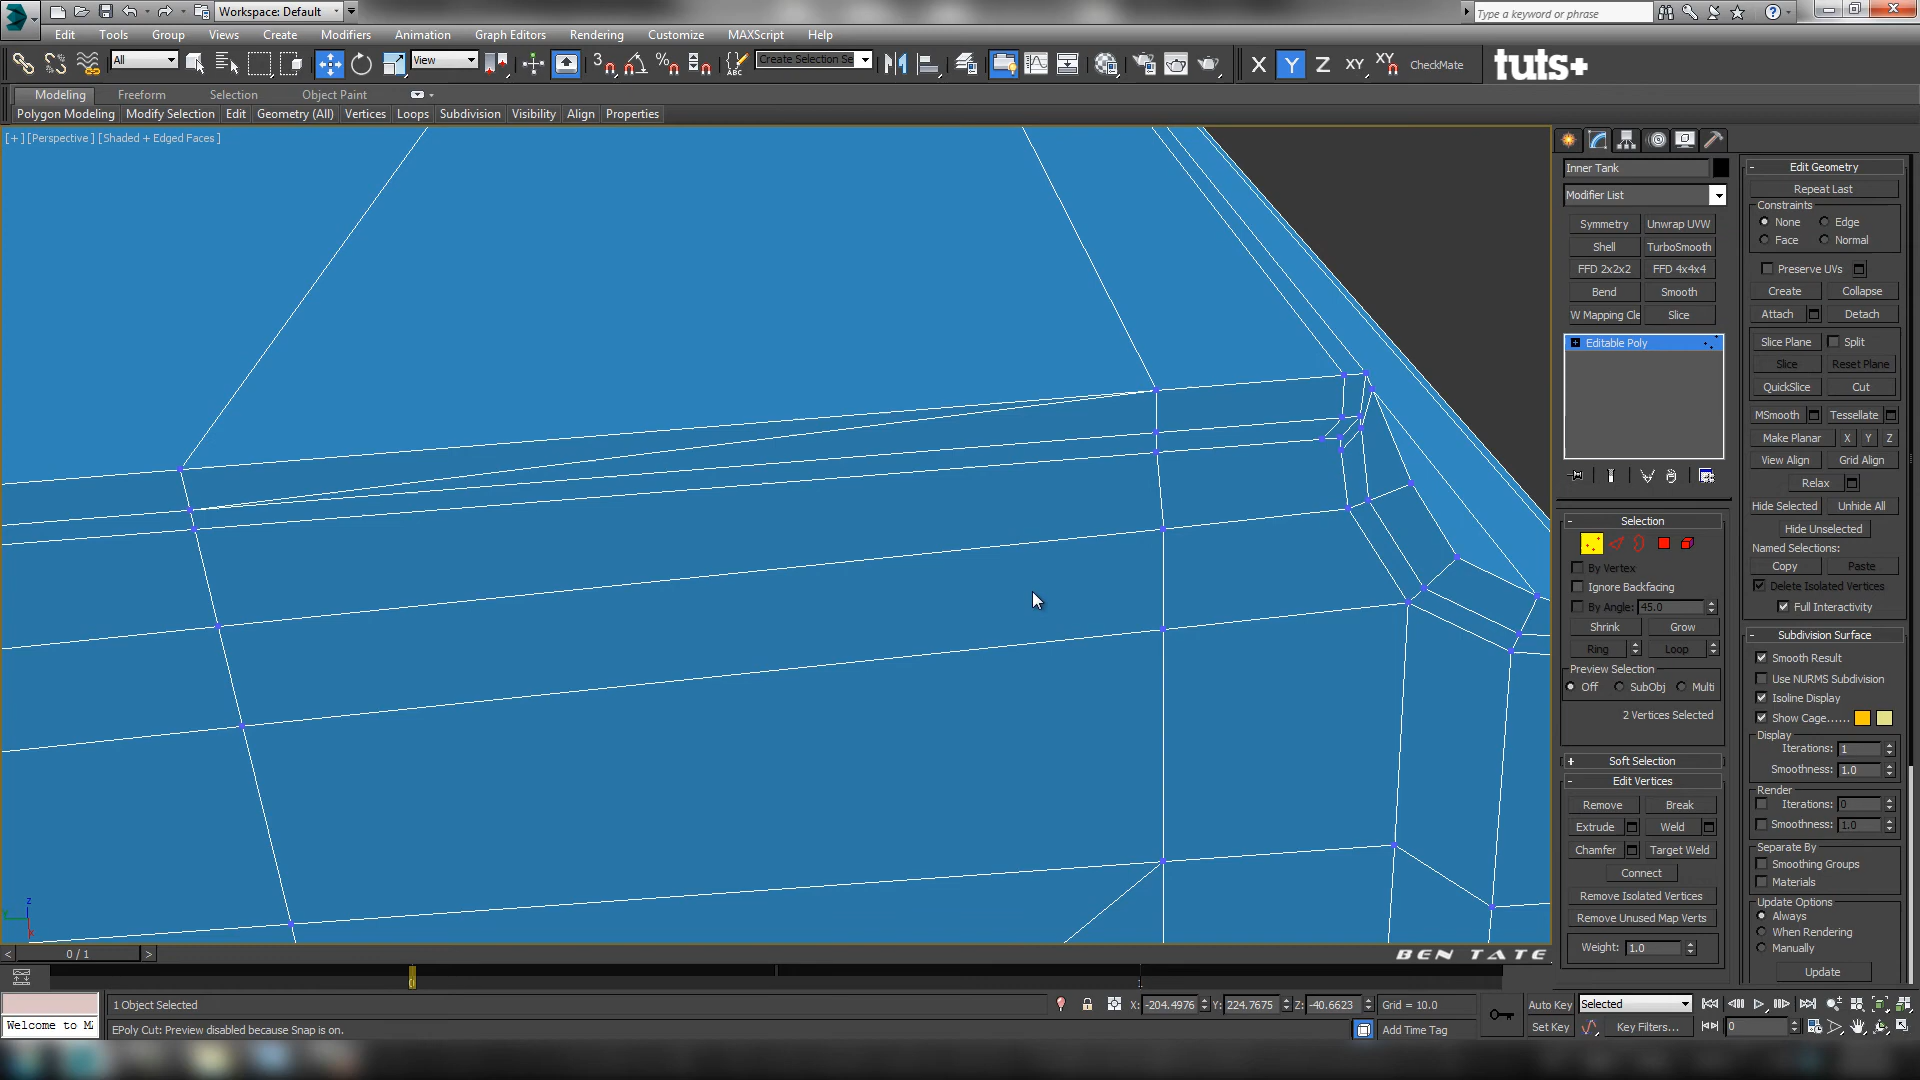 Workspace: Default
Type a keyword or phrase
Edit Tools Group Views Create Modifiers Animation Graph Editors Rendering Customize MAXScript Help
All View Create Selection Se X Y Z XY XY CheckMate tuts+
Modeling Freeform Selection Object Paint
Polygon Modeling Modify Selection Edit Geometry (All) Vertices Loops Subdivision Visibility Align Properties
[+] [Perspective] [Shaded + Edged Faces]
Inner Tank
Modifier List
Symmetry Unwrap UVW
Shell TurboSmooth
FFD 2x2x2 FFD 4x4x4
Bend Smooth
W Mapping Cle Slice
Editable Poly
Selection
By Vertex
Ignore Backfacing
By Angle: 45.0
Shrink Grow
Ring Loop
Preview Selection
Off SubObj Multi
2 Vertices Selected
Soft Selection
Edit Vertices
Remove Break
Extrude Weld
Chamfer Target Weld
Connect
Remove Isolated Vertices
Remove Unused Map Verts
Weight: 1.0
Edit Geometry
Repeat Last
Constraints
None Edge
Face Normal
Preserve UVs
Create Collapse
Attach Detach
Slice Plane Split
Slice Reset Plane
QuickSlice Cut
MSmooth Tessellate
Make Planar X Y Z
View Align Grid Align
Relax
Hide Selected Unhide All
Hide Unselected
Named Selections:
Copy Paste
Delete Isolated Vertices
Full Interactivity
Subdivision Surface
Smooth Result
Use NURMS Subdivision
Isoline Display
Show Cage......
Display
Iterations: 1
Smoothness: 1.0
Render
Iterations: 0
Smoothness: 1.0
Separate By
Smoothing Groups
Materials
Update Options
Always
When Rendering
Manually
Update
z
< 0 / 1 >
BEN TATE
0 1
1 Object Selected
X: -204.4976 Y: 224.7675 Z: -40.6623 Grid = 10.0
Auto Key Selected
Welcome to M
EPoly Cut: Preview disabled because Snap is on.
Add Time Tag
Set Key Key Filters... 0